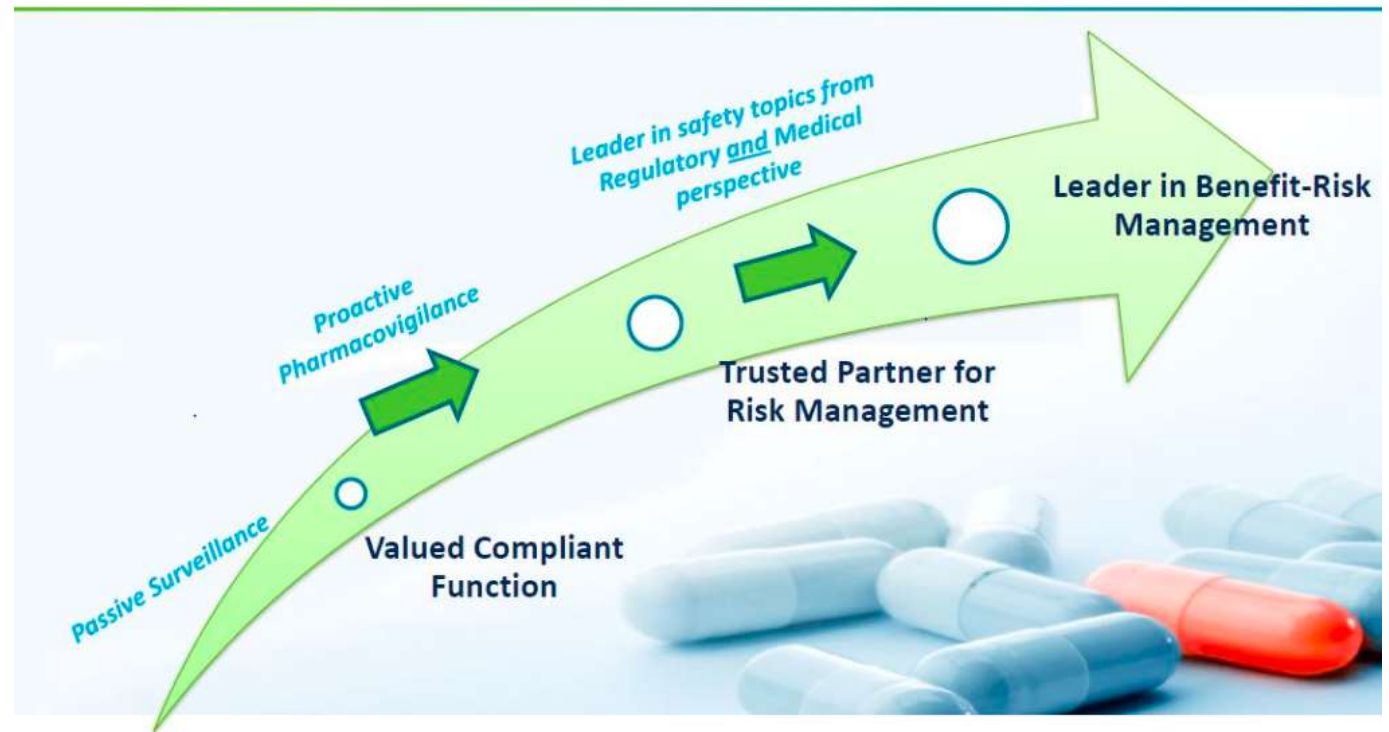 Leader in safety topics from
Regulatory and Medical
perspective
Leader in Benefit-Risk
Management
Proactive
Pharmacovigilance
Trusted Partner for
Risk Management
Passive Surveillance
Valued Compliant
Function